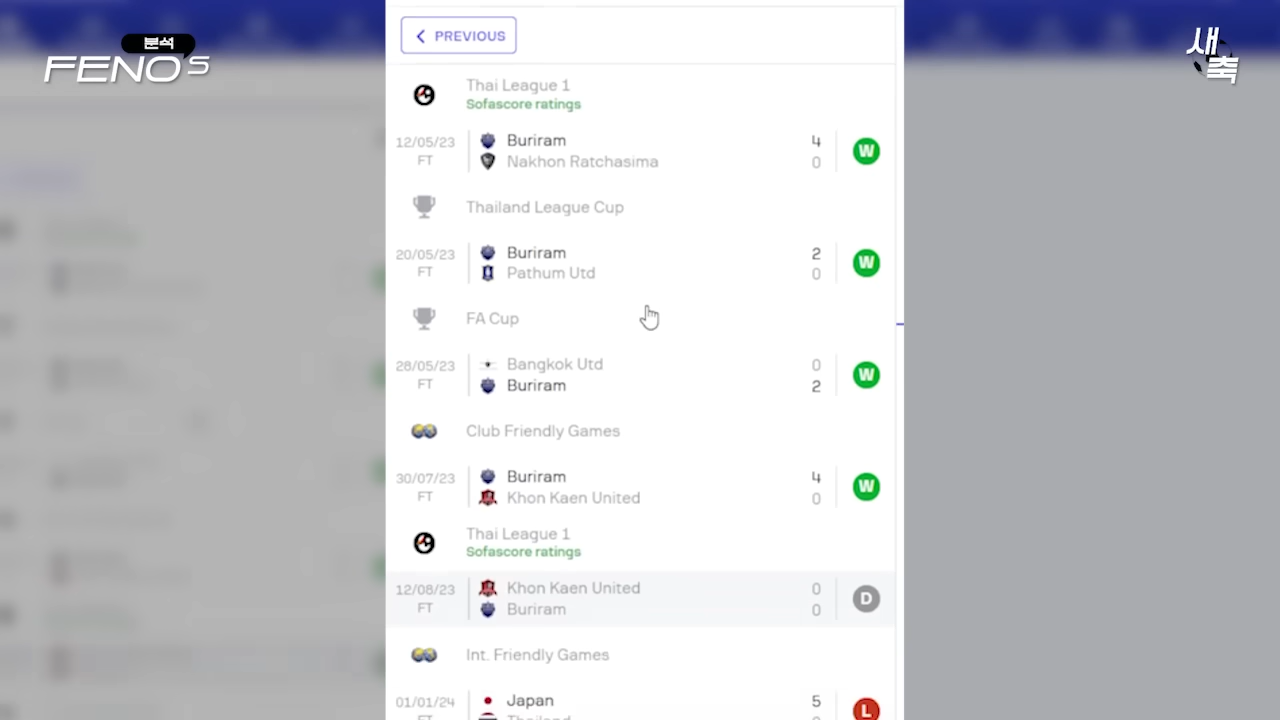 분석
FENO'S
새축
PREVIOUS
Thai League 1
Sofascore ratings
12/05/23
FT
Buriram 4
Nakhon Ratchasima 0
W
Thailand League Cup
20/05/23
FT
Buriram 2
Pathum Utd 0
W
FA Cup
28/05/23
FT
Bangkok Utd 0
Buriram 2
W
Club Friendly Games
30/07/23
FT
Buriram 4
Khon Kaen United 0
W
Thai League 1
Sofascore ratings
12/08/23
FT
Khon Kaen United 0
Buriram 0
D
Int. Friendly Games
01/01/24
FT
Japan 5
Thailand
L